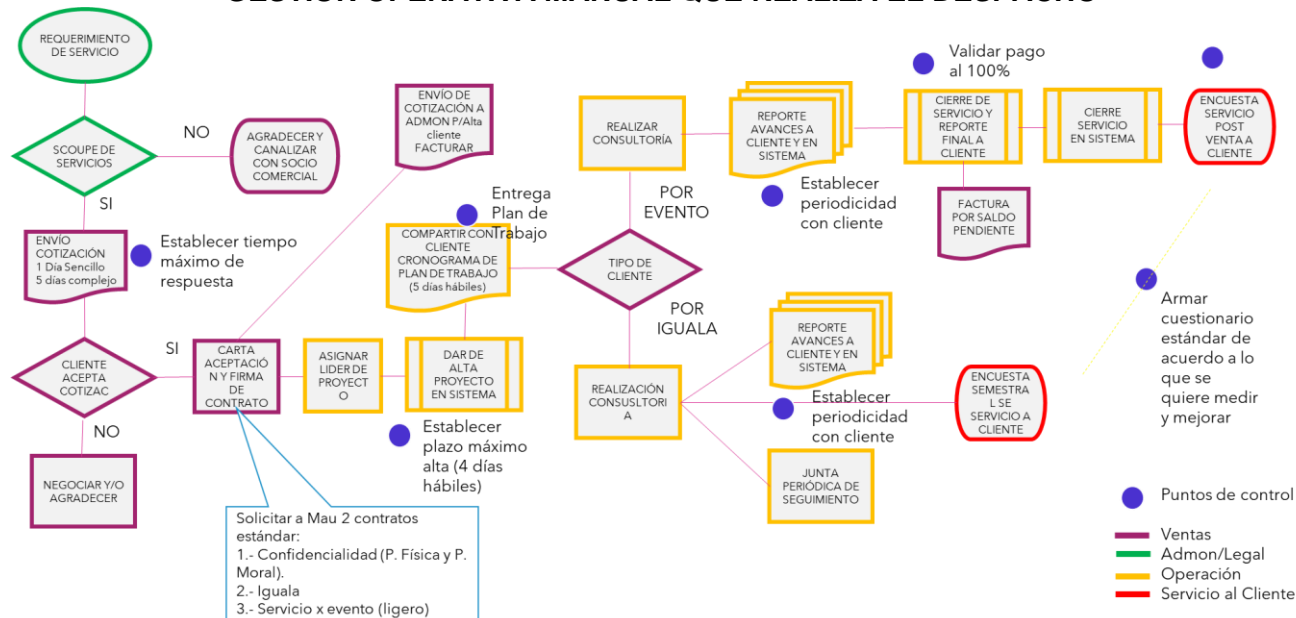 GESTIÓN OPERATIVA MANUAL QUE REALIZA EL DESPACHO
REQUERIMIENTO
DE SERVICIO
SCOUPE DE
SERVICIOS
NO
AGRADECER Y
CANALIZAR
CON SOCIO
COMERCIAL
SI
ENVÍO
COTIZACIÓN
1 Día Sencillo
5 días complejo
Establecer tiempo
máximo de
respuesta
CLIENTE
ACEPTA
COTIZAC
SI
NO
NEGOCIAR Y/O
AGRADECER
CARTA
ACEPTACIÓ
N Y FIRMA
DE
CONTRATO
Solicitar a Mau 2 contratos
estándar:
1.- Confidencialidad (P. Física y P.
Moral).
2.- Iguala
3.- Servicio x evento (ligero)
ENVÍO DE
COTIZACIÓN A
ADMON P/Alta
cliente
FACTURAR
ASIGNAR
LIDER DE
PROYECT
O
DAR DE
ALTA
PROYECTO
EN SISTEMA
Establecer
plazo máximo
alta (4 días
hábiles)
Entrega
Plan de
Trabajo
COMPARTIR CON
CLIENTE
CRONOGRAMA DE
PLAN DE TRABAJO
(5 días hábiles)
TIPO DE
CLIENTE
POR
EVENTO
REALIZAR
CONSULTORÍA
REPORTE
AVANCES A
CLIENTE Y EN
SISTEMA
Establecer
periodicidad
con cliente
Validar pago
al 100%
CIERRE DE
SERVICIO Y
REPORTE
FINAL A
CLIENTE
FACTURA
POR SALDO
PENDIENTE
CIERRE
SERVICIO
EN SISTEMA
ENCUESTA
SERVICIO
POST
VENTA A
CLIENTE
POR
IGUALA
REALIZACIÓN
CONSUSLTORI
A
REPORTE
AVANCES A
CLIENTE Y EN
SISTEMA
Establecer
periodicidad
con cliente
JUNTA
PERIÓDICA DE
SEGUIMIENTO
ENCUESTA
SEMESTRA
L SE
SERVICIO A
CLIENTE
Armar
cuestionario
estándar de
acuerdo a lo
que se
quiere medir
y mejorar
Puntos de control
Ventas
Admon/Legal
Operación
Servicio al Cliente